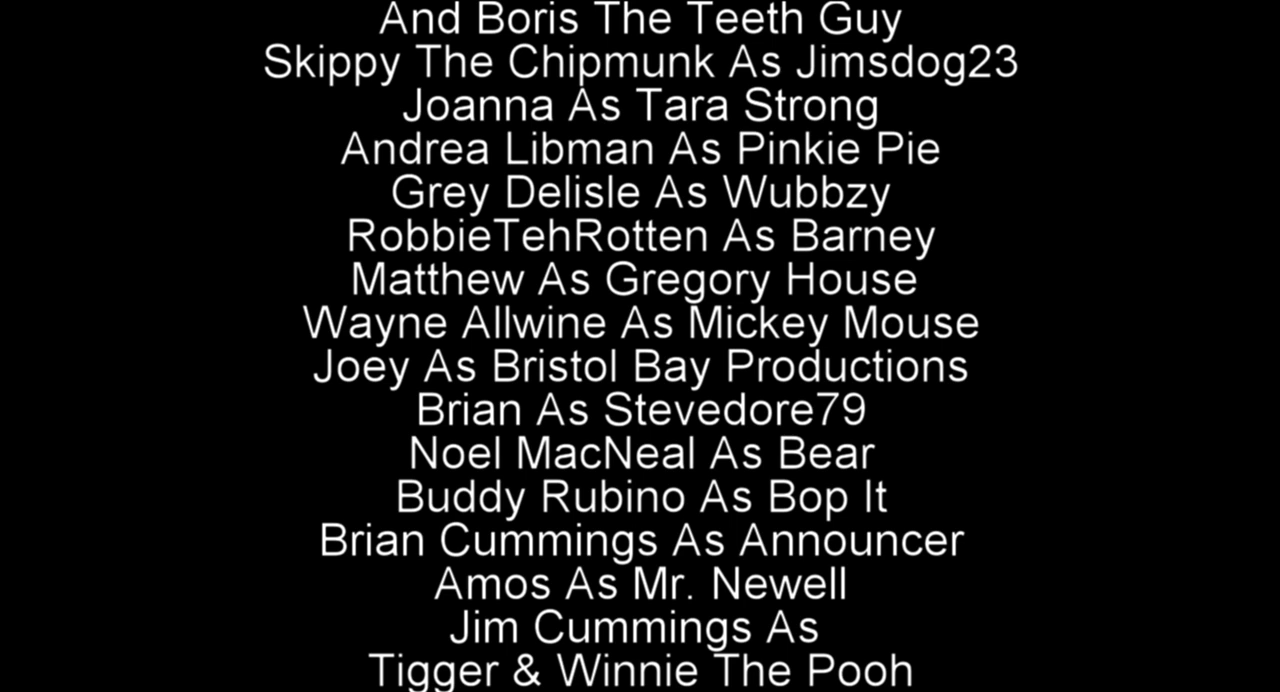 And Boris The Teeth Guy
Skippy The Chipmunk As Jimsdog23
Joanna As Tara Strong
Andrea Libman As Pinkie Pie
Grey Delisle As Wubbzy
RobbieTehRotten As Barney
Matthew As Gregory House
Wayne Allwine As Mickey Mouse
Joey As Bristol Bay Productions
Brian As Stevedore79
Noel MacNeal As Bear
Buddy Rubino As Bop It
Brian Cummings As Announcer
Amos As Mr. Newell
Jim Cummings As
Tigger & Winnie The Pooh